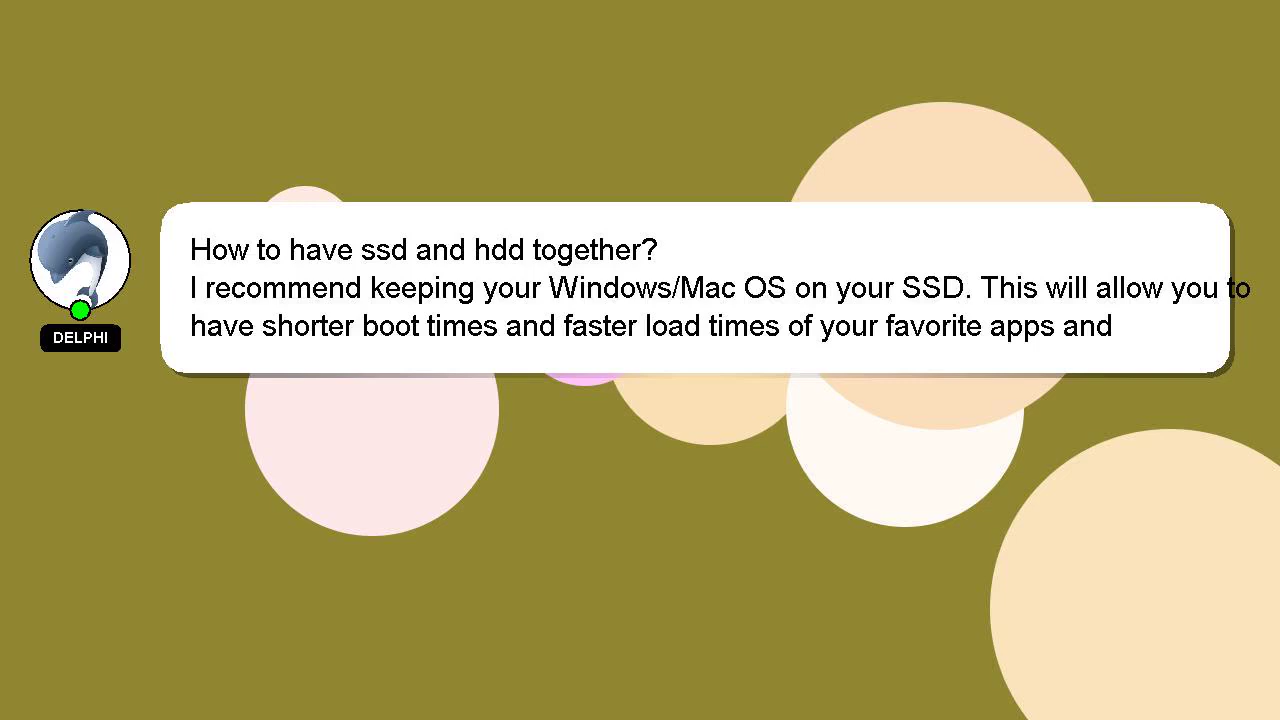 How to have ssd and hdd together?
I recommend keeping your Windows/Mac OS on your SSD. This will allow you to
have shorter boot times and faster load times of your favorite apps and
DELPHI